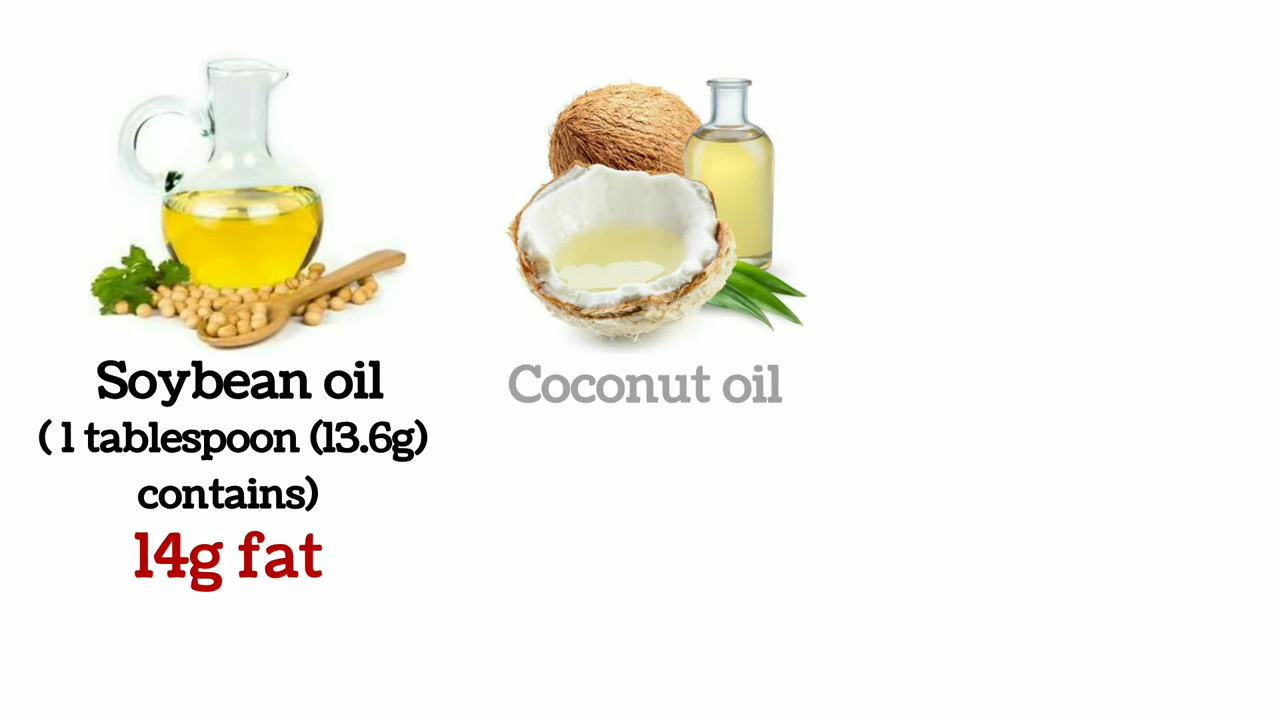 Soybean oil
( 1 tablespoon (13.6g)
contains)
14g fat
Coconut oil